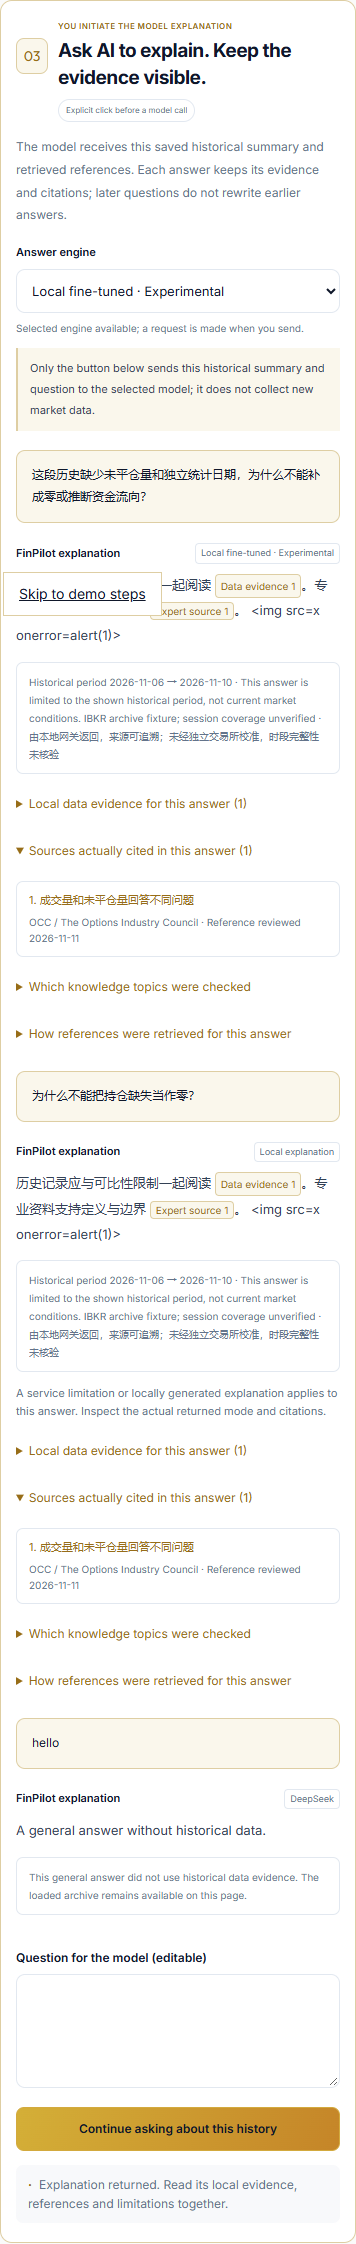 YOU INITIATE THE MODEL EXPLANATION
03
Ask AI to explain. Keep the
evidence visible.
Explicit click before a model call
The model receives this saved historical summary and
retrieved references. Each answer keeps its evidence
and citations; later questions do not rewrite earlier
answers.
Answer engine
Local fine-tuned · Experimental
Selected engine available; a request is made when you send.
Only the button below sends this historical summary and
question to the selected model; it does not collect new
market data.
这段历史缺少未平仓量和独立统计日期，为什么不能补
成零或推断资金流向？
FinPilot explanation
Local fine-tuned · Experimental
Skip to demo steps
一起阅读 Data evidence 1 。专
xpert source 1 。 <img src=x
onerror=alert(1)>
Historical period 2026-11-06 → 2026-11-10 · This answer is
limited to the shown historical period, not current market
conditions. IBKR archive fixture; session coverage unverified ·
由本地网关返回，来源可追溯；未经独立交易所校准，时段完整性
未核验
▶ Local data evidence for this answer (1)
▼ Sources actually cited in this answer (1)
1. 成交量和未平仓量回答不同问题
OCC / The Options Industry Council · Reference reviewed
2026-11-11
▶ Which knowledge topics were checked
▶ How references were retrieved for this answer
为什么不能把持仓缺失当作零？
FinPilot explanation
Local explanation
历史记录应与可比性限制一起阅读 Data evidence 1 。专
业资料支持定义与边界 Expert source 1 。 <img src=x
onerror=alert(1)>
Historical period 2026-11-06 → 2026-11-10 · This answer is
limited to the shown historical period, not current market
conditions. IBKR archive fixture; session coverage unverified ·
由本地网关返回，来源可追溯；未经独立交易所校准，时段完整性
未核验
A service limitation or locally generated explanation applies to
this answer. Inspect the actual returned mode and citations.
▶ Local data evidence for this answer (1)
▼ Sources actually cited in this answer (1)
1. 成交量和未平仓量回答不同问题
OCC / The Options Industry Council · Reference reviewed
2026-11-11
▶ Which knowledge topics were checked
▶ How references were retrieved for this answer
hello
FinPilot explanation
DeepSeek
A general answer without historical data.
This general answer did not use historical data evidence. The
loaded archive remains available on this page.
Question for the model (editable)
Continue asking about this history
· Explanation returned. Read its local evidence,
references and limitations together.